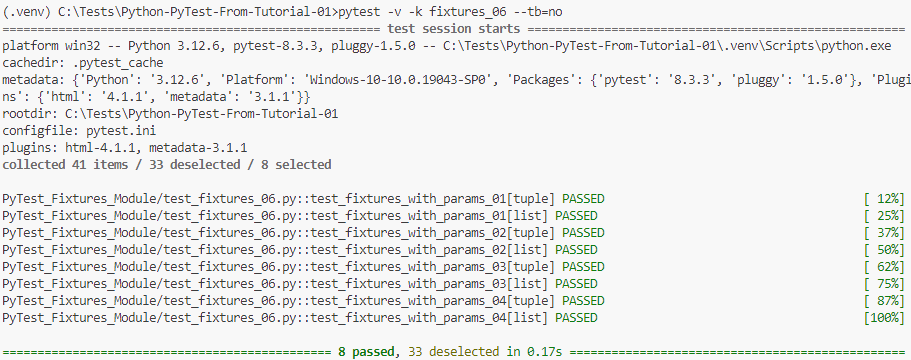 (.venv) C:\Tests\Python-PyTest-From-Tutorial-01>pytest -v -k fixtures_06 --tb=no
================================================ test session starts ================================================
platform win32 -- Python 3.12.6, pytest-8.3.3, pluggy-1.5.0 -- C:\Tests\Python-PyTest-From-Tutorial-01\.venv\Scripts\python.exe
cachedir: .pytest_cache
metadata: {'Python': '3.12.6', 'Platform': 'Windows-10-10.0.19043-SP0', 'Packages': {'pytest': '8.3.3', 'pluggy': '1.5.0'}, 'Plugi
ns': {'html': '4.1.1', 'metadata': '3.1.1'}}
rootdir: C:\Tests\Python-PyTest-From-Tutorial-01
configfile: pytest.ini
plugins: html-4.1.1, metadata-3.1.1
collected 41 items / 33 deselected / 8 selected
PyTest_Fixtures_Module/test_fixtures_06.py::test_fixtures_with_params_01[tuple] PASSED [ 12%]
PyTest_Fixtures_Module/test_fixtures_06.py::test_fixtures_with_params_01[list] PASSED [ 25%]
PyTest_Fixtures_Module/test_fixtures_06.py::test_fixtures_with_params_02[tuple] PASSED [ 37%]
PyTest_Fixtures_Module/test_fixtures_06.py::test_fixtures_with_params_02[list] PASSED [ 50%]
PyTest_Fixtures_Module/test_fixtures_06.py::test_fixtures_with_params_03[tuple] PASSED [ 62%]
PyTest_Fixtures_Module/test_fixtures_06.py::test_fixtures_with_params_03[list] PASSED [ 75%]
PyTest_Fixtures_Module/test_fixtures_06.py::test_fixtures_with_params_04[tuple] PASSED [ 87%]
PyTest_Fixtures_Module/test_fixtures_06.py::test_fixtures_with_params_04[list] PASSED [100%]
========================================= 8 passed, 33 deselected in 0.17s =========================================